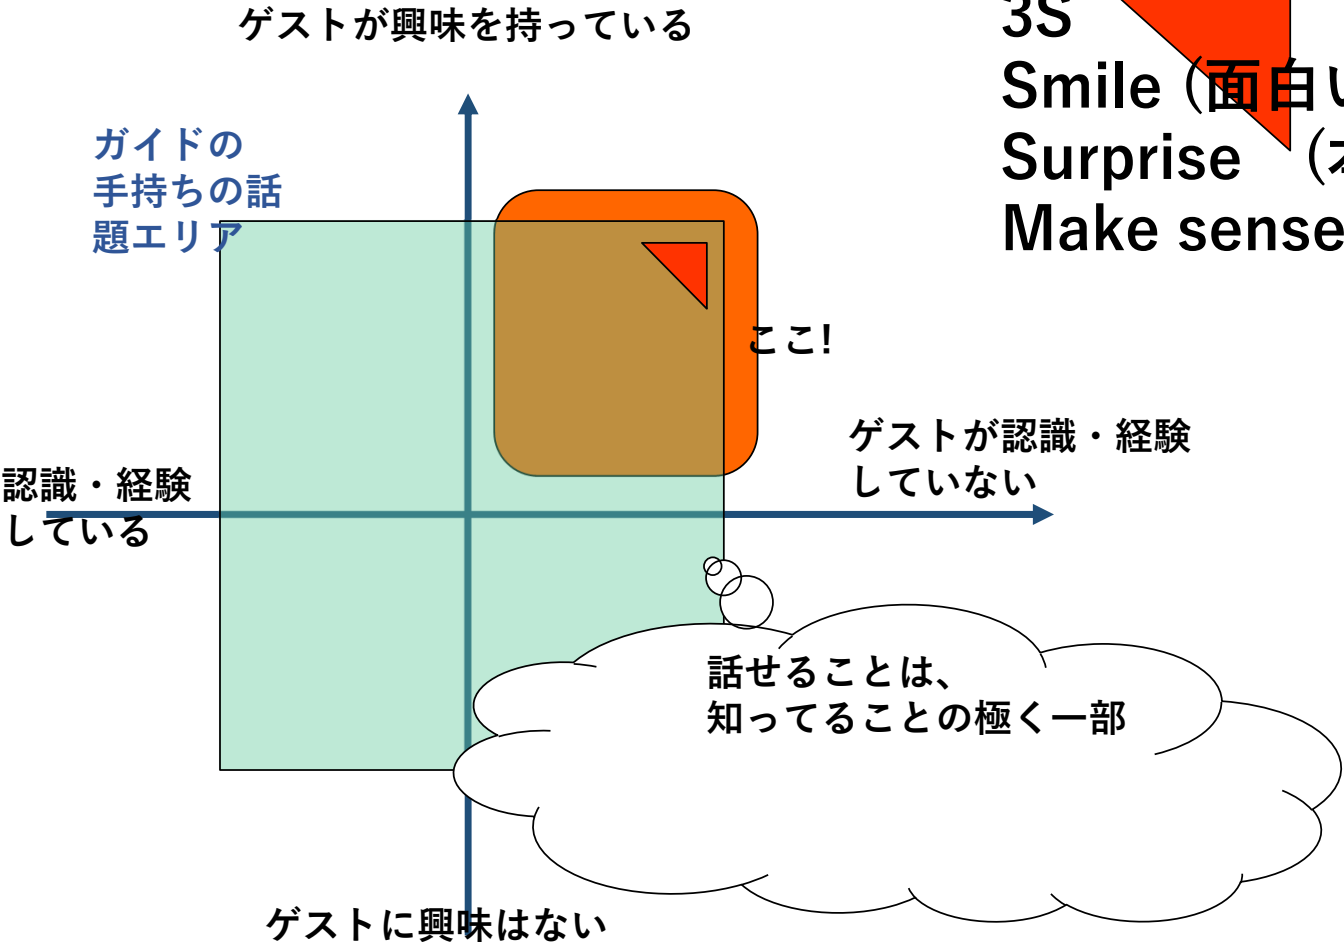 ゲストが興味を持っている
3S
Smile (面白い
Surprise (
Make sense
ガイドの
手持ちの話
題エリア
ここ!
ゲストが認識・経験
していない
認識・経験
している
話せることは、
知ってることの極く一部
ゲストに興味はない